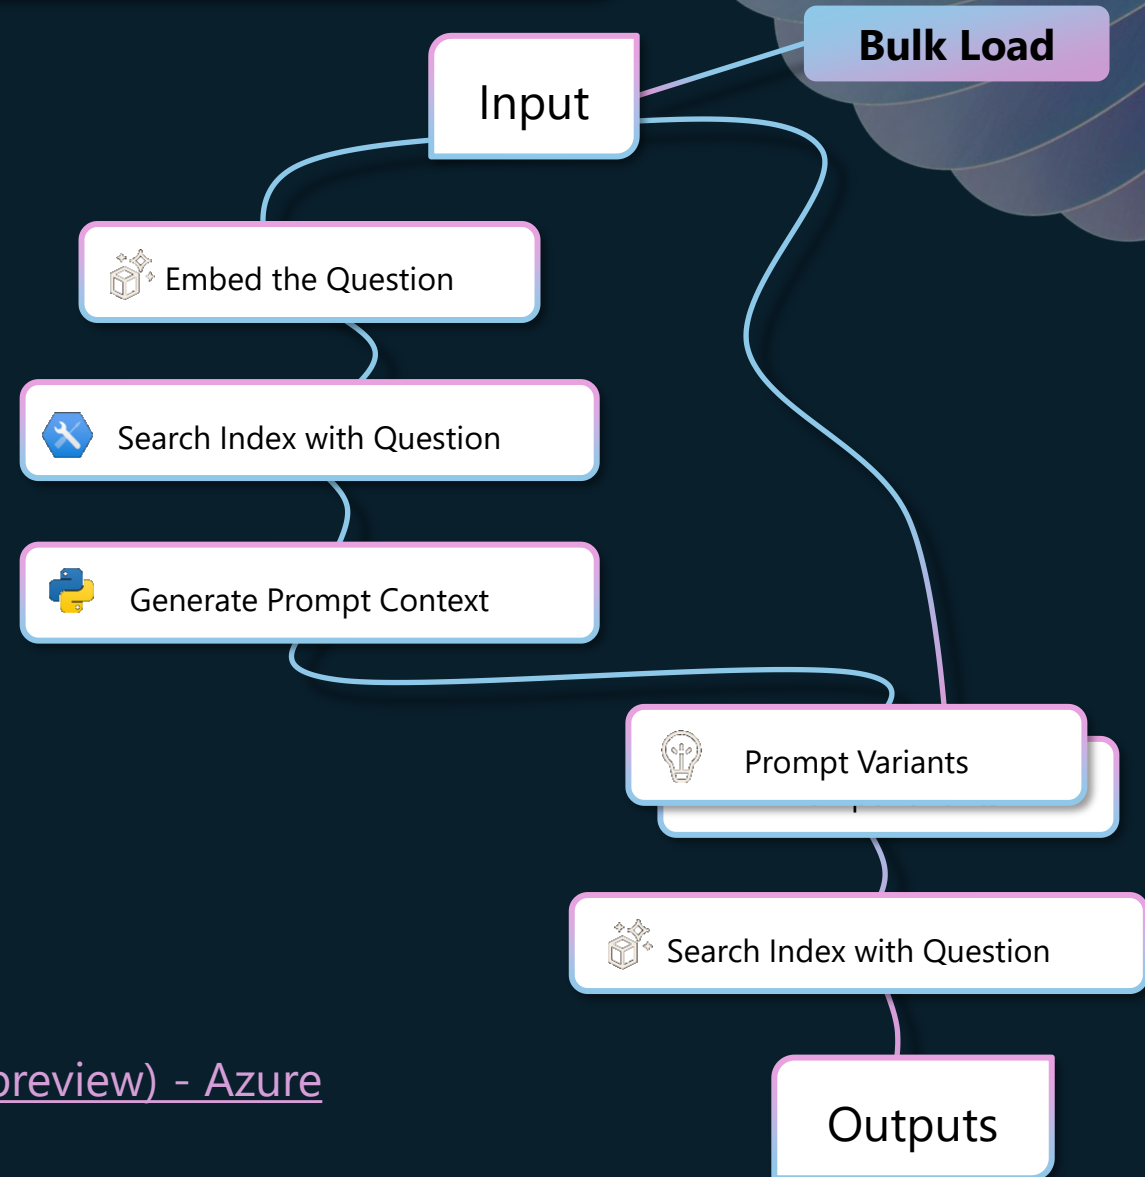 Bulk Load
Input
Embed the Question
Search Index with Question
Generate Prompt Context
Prompt Variants
Search Index with Question
preview) - Azure
Outputs